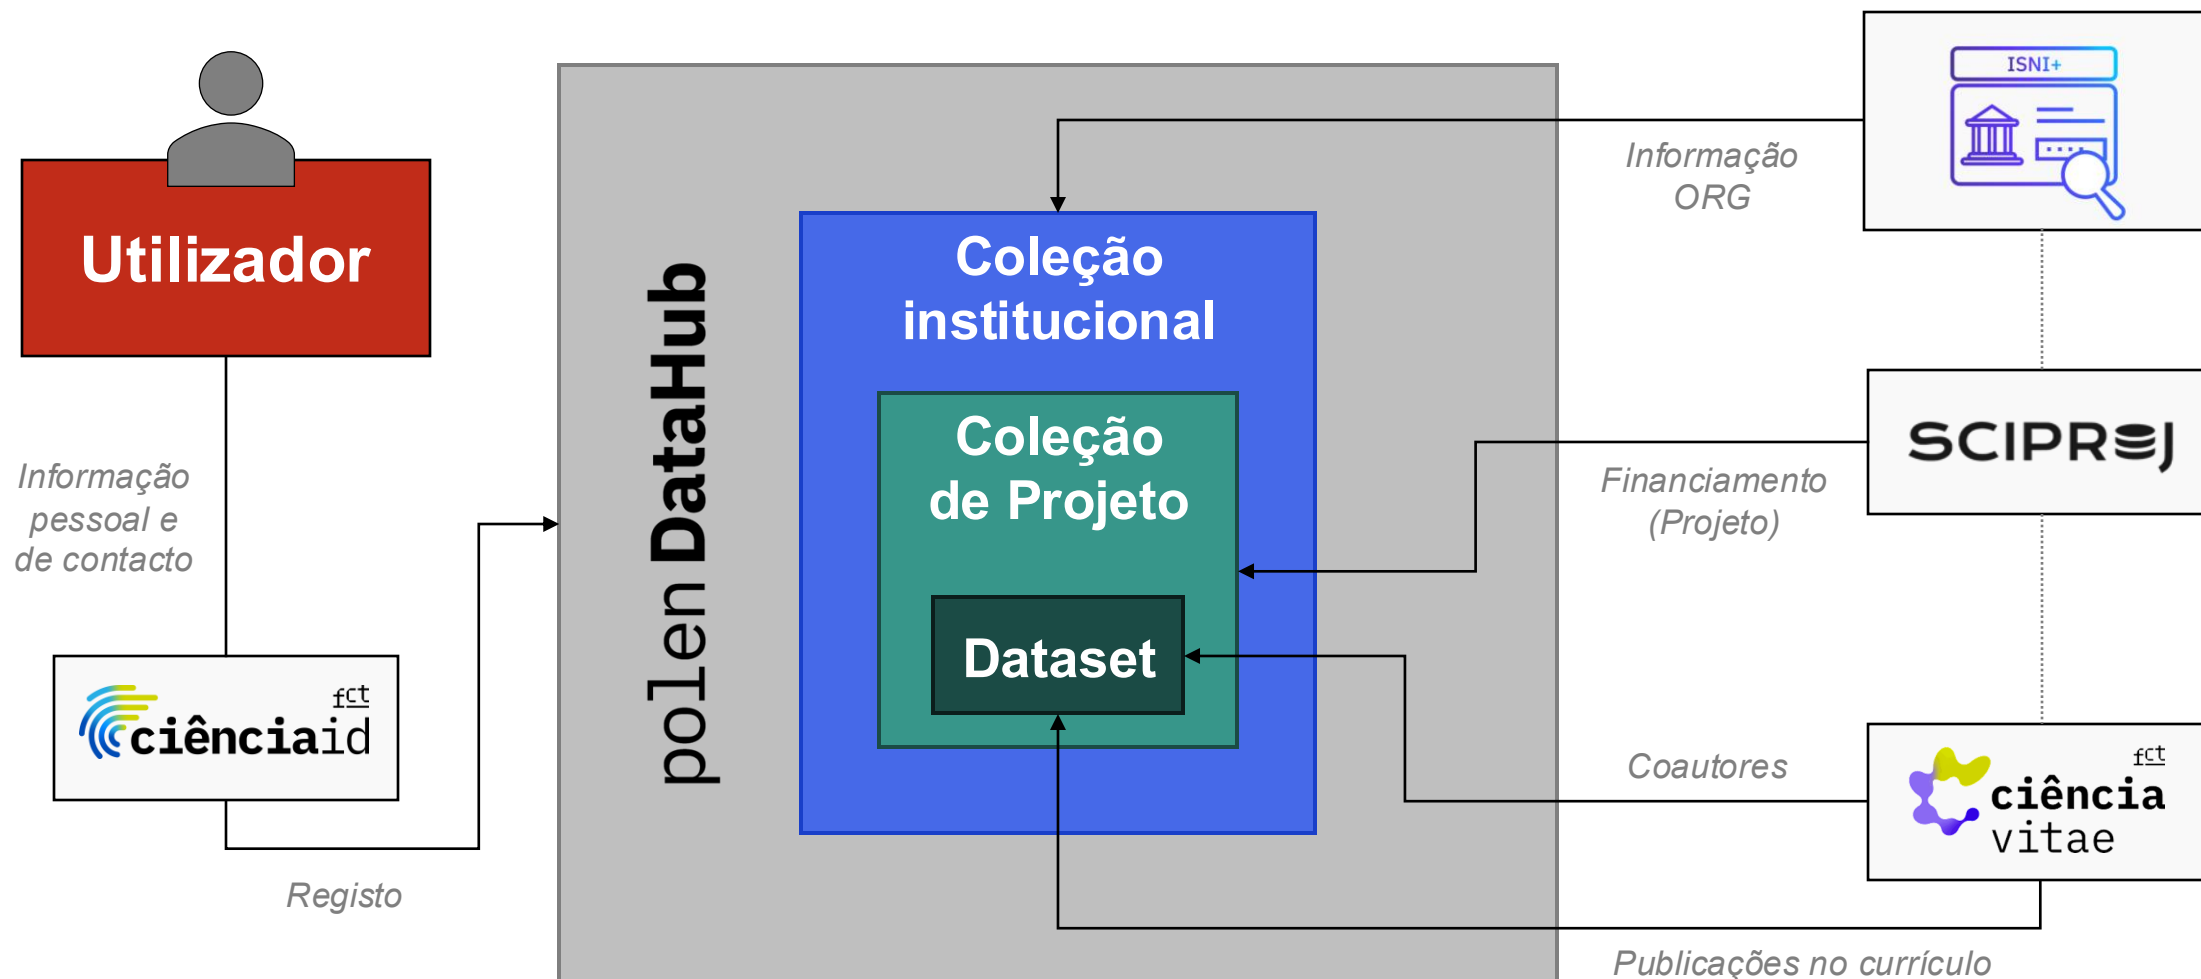 Utilizador
Informação
pessoal e
de contacto
fct
ciênciaid
Registo
polen DataHub
Coleção
institucional
Coleção
de Projeto
Dataset
ISNI+
Informação
ORG
SCIPROJ
Financiamento
(Projeto)
Coautores
fct
ciência
vitae
Publicações no currículo